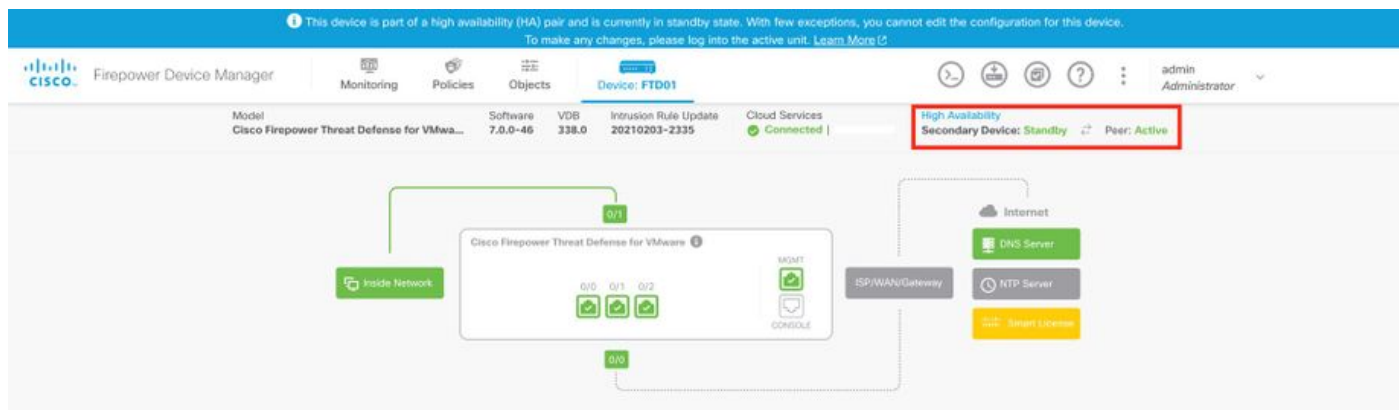 This device is part of a high availability (HA) pair and is currently in standby state. With few exceptions, you cannot edit the configuration for this device.
To make any changes, please log into the active unit. Learn More
CISCO
Firepower Device Manager
Monitoring
Policies
Objects
Device: FTD01
admin
Administrator
Model
Cisco Firepower Threat Defense for VMwa...
Software
7.0.0-46
VDB
338.0
Intrusion Rule Update
20210203-2335
Cloud Services
Connected |
High Availability
Secondary Device: Standby
Peer: Active
0/1
Internet
Cisco Firepower Threat Defense for VMware
DNS Server
MGMT
Inside Network
0/0 0/1 0/2
ISP/WAN/Gateway
NTP Server
CONSOLE
Smart License
0/0